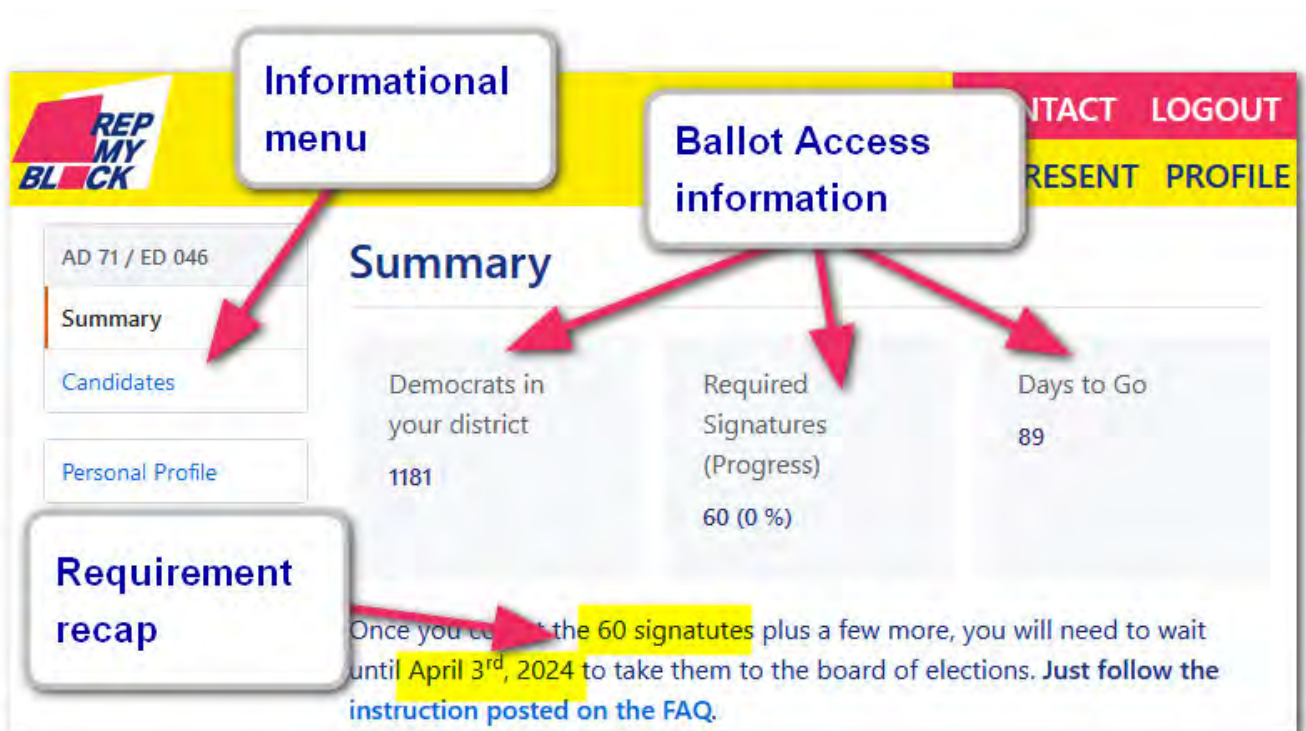 Informational
menu
REP
MY
BL CK
LOGOUT
PROFILE
Ballot Access
information
AD 71 / ED 046
Summary
Candidates
Personal Profile
Summary
Democrats in
your district
1181
Required
Signatures
(Progress)
60 (0 %)
Days to Go
89
Requirement
recap
Once you the 60 signatutes plus a few more, you will need to wait
until April 3rd, 2024 to take them to the board of elections. Just follow the
instruction posted on the FAQ.